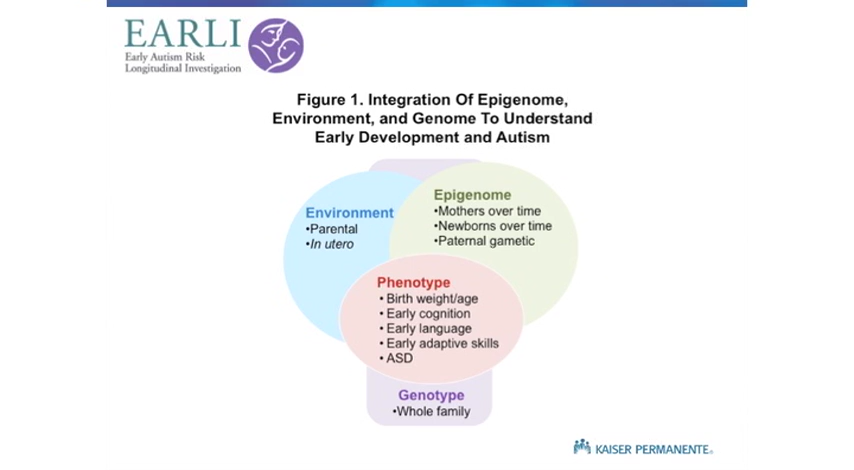 EARLI
Early Autism Risk
Longitudinal Investigation
Figure 1. Integration Of Epigenome,
Environment, and Genome To Understand
Early Development and Autism
Environment
•Parental
•In utero
Epigenome
•Mothers over time
•Newborns over time
•Paternal gametic
Phenotype
• Birth weight/age
• Early cognition
• Early language
• Early adaptive skills
• ASD
Genotype
•Whole family
KAISER PERMANENTE®